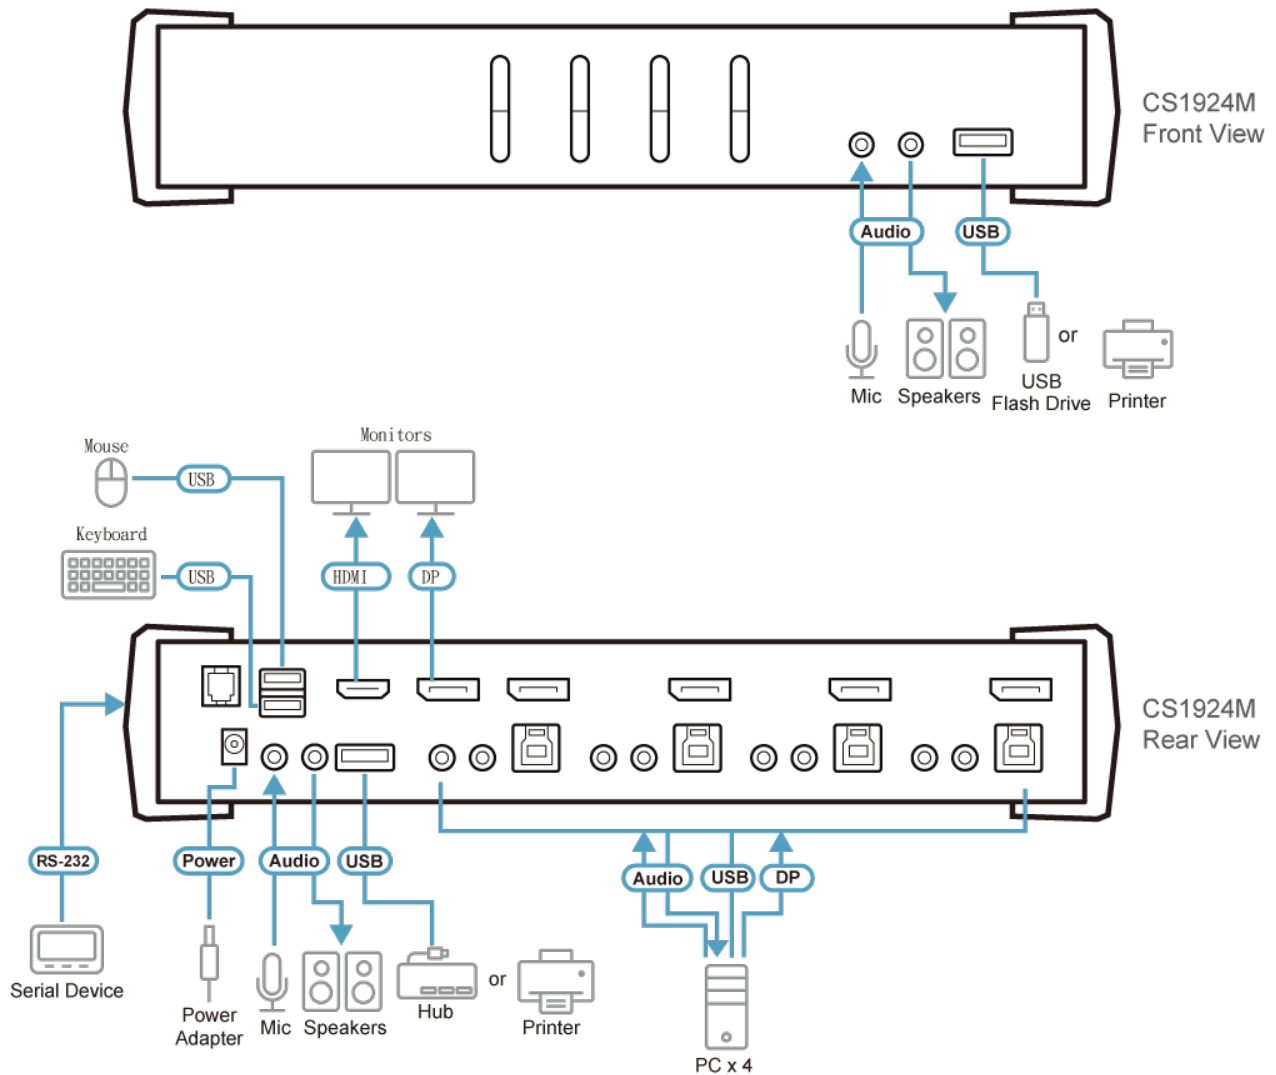 CS1924M
Front View
Audio
USB
or
Mic
Speakers
USB
Flash Drive
Printer
Mouse
USB
Monitors
Keyboard
USB
HDMI
DP
CS1924M
Rear View
RS-232
Power
Audio
USB
Audio
USB
DP
Serial Device
Power
Adapter
Mic
Speakers
Hub
or
Printer
PC x 4